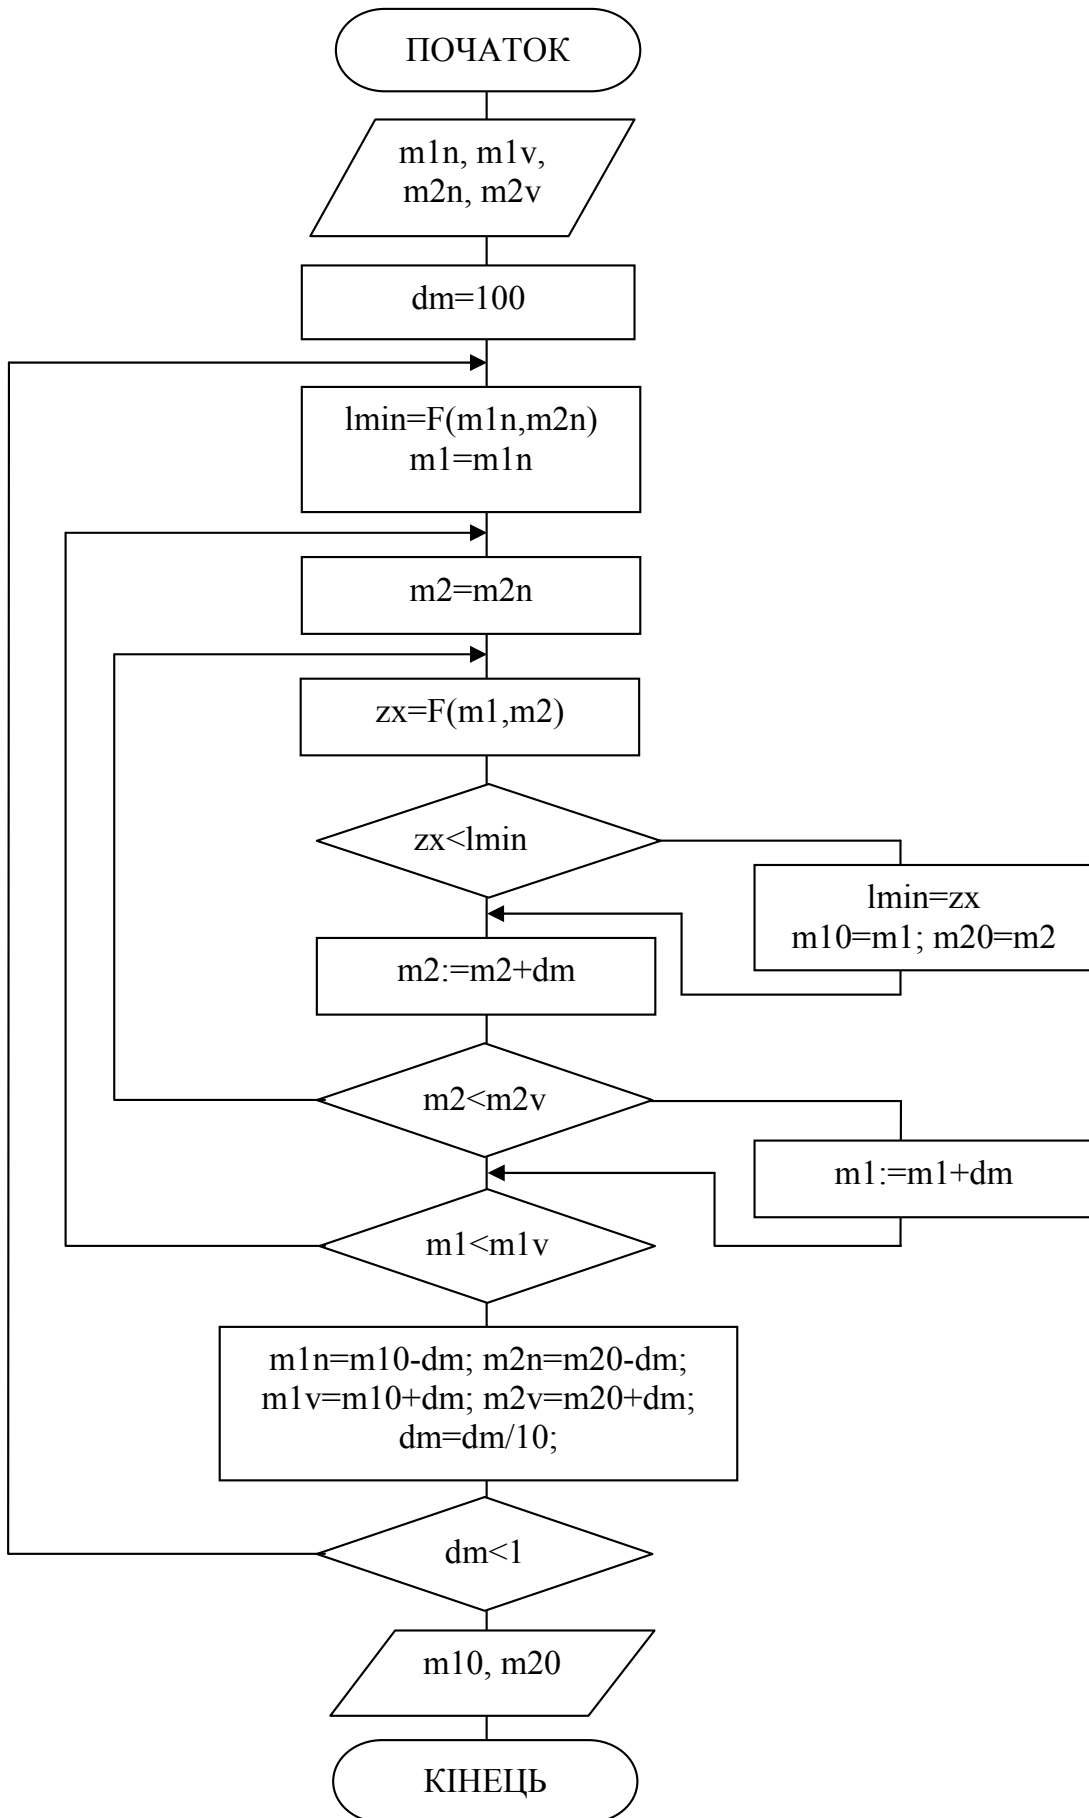 ПОЧАТОК
m1n, m1v,
m2n, m2v
dm=100
lmin=F(m1n,m2n)
m1=m1n
m2=m2n
zx=F(m1,m2)
zx<lmin
lmin=zx
m10=m1; m20=m2
m2:=m2+dm
m2<m2v
m1:=m1+dm
m1<m1v
m1n=m10-dm; m2n=m20-dm;
m1v=m10+dm; m2v=m20+dm;
dm=dm/10;
dm<1
m10, m20
КІНЕЦЬ